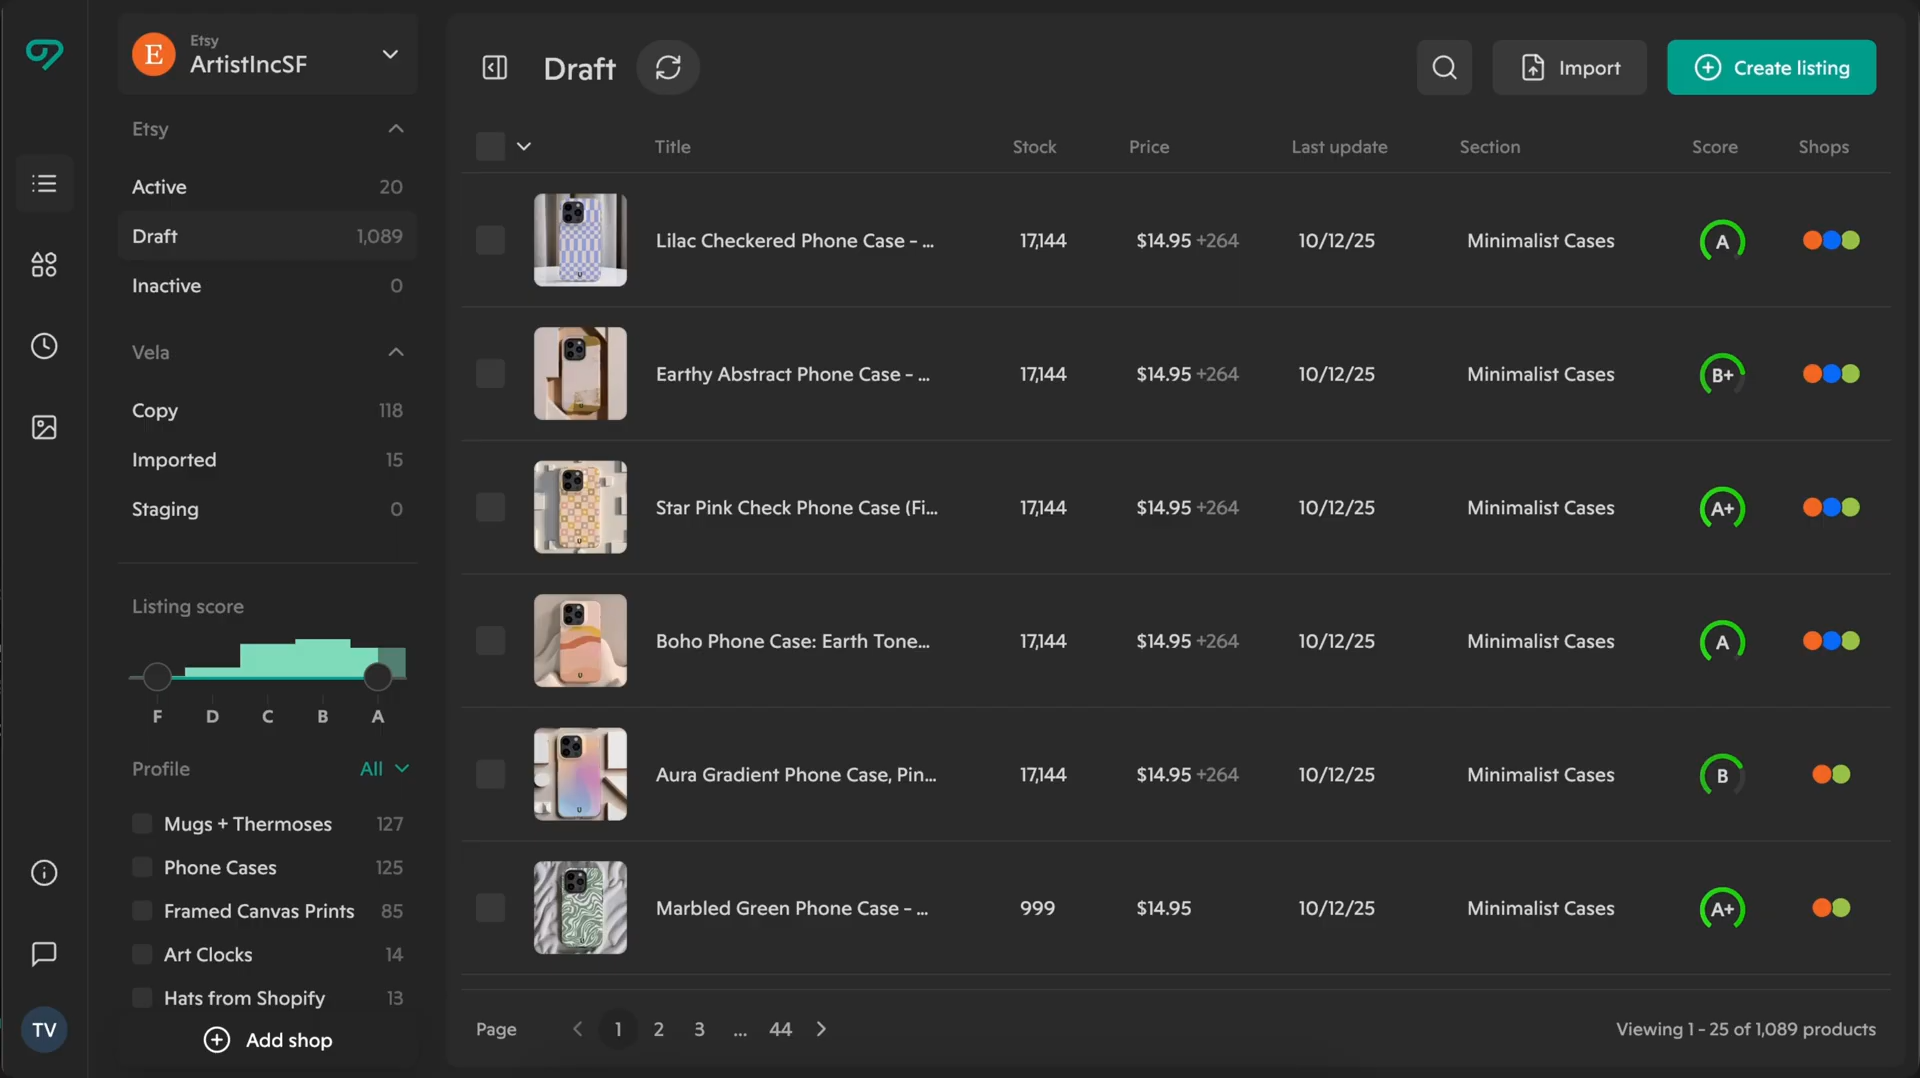 E
Etsy
ArtistIncSF
Etsy
Active 20
Draft 1,089
Inactive 0
Vela
Copy 118
Imported 15
Staging 0
Listing score
F D C B A
Profile All
Mugs + Thermoses 127
Phone Cases 125
Framed Canvas Prints 85
Art Clocks 14
Hats from Shopify 13
Add shop
TV
Draft
Import
Create listing
Title Stock Price Last update Section Score Shops
Lilac Checkered Phone Case - ... 17,144 $14.95 +264 10/12/25 Minimalist Cases A
Earthy Abstract Phone Case - ... 17,144 $14.95 +264 10/12/25 Minimalist Cases B+
Star Pink Check Phone Case (Fi... 17,144 $14.95 +264 10/12/25 Minimalist Cases A+
Boho Phone Case: Earth Tone... 17,144 $14.95 +264 10/12/25 Minimalist Cases A
Aura Gradient Phone Case, Pin... 17,144 $14.95 +264 10/12/25 Minimalist Cases B
Marbled Green Phone Case - ... 999 $14.95 10/12/25 Minimalist Cases A+
Page 1 2 3 ... 44
Viewing 1 - 25 of 1,089 products